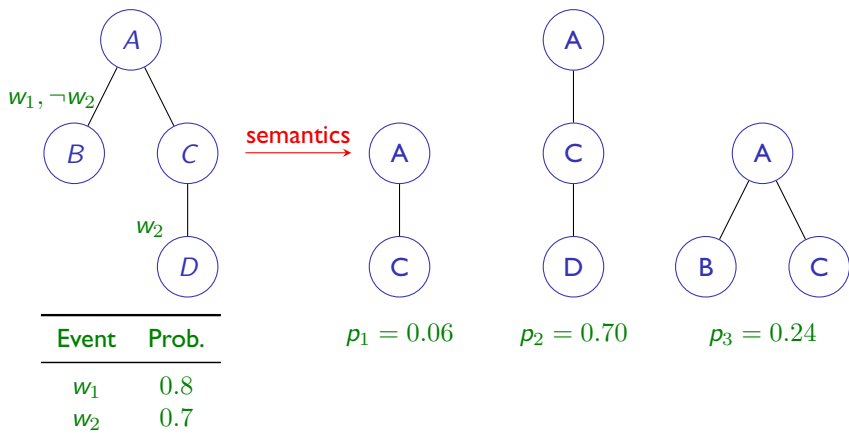 A
w₁, ¬w₂
B
C
w₂
D
Event Prob.
w₁ 0.8
w₂ 0.7
semantics
A
C
p₁ = 0.06
A
C
D
p₂ = 0.70
A
B
C
p₃ = 0.24